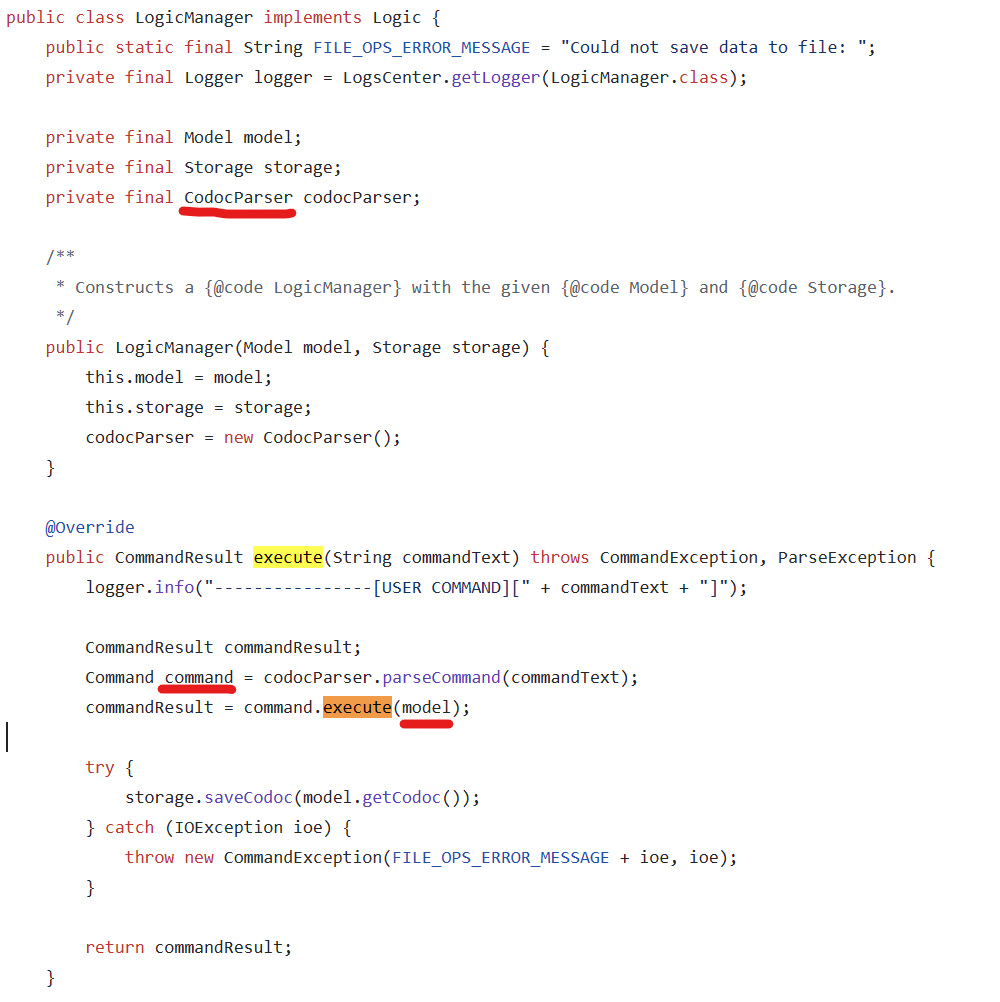 public class LogicManager implements Logic {
    public static final String FILE_OPS_ERROR_MESSAGE = "Could not save data to file: ";
    private final Logger logger = LogsCenter.getLogger(LogicManager.class);

    private final Model model;
    private final Storage storage;
    private final CodocParser codocParser;

    /**
     * Constructs a {@code LogicManager} with the given {@code Model} and {@code Storage}.
     */
    public LogicManager(Model model, Storage storage) {
        this.model = model;
        this.storage = storage;
        codocParser = new CodocParser();
    }

    @Override
    public CommandResult execute(String commandText) throws CommandException, ParseException {
        logger.info("----------------[USER COMMAND][" + commandText + "]");

        CommandResult commandResult;
        Command command = codocParser.parseCommand(commandText);
        commandResult = command.execute(model);

        try {
            storage.saveCodoc(model.getCodoc());
        } catch (IOException ioe) {
            throw new CommandException(FILE_OPS_ERROR_MESSAGE + ioe, ioe);
        }

        return commandResult;
    }